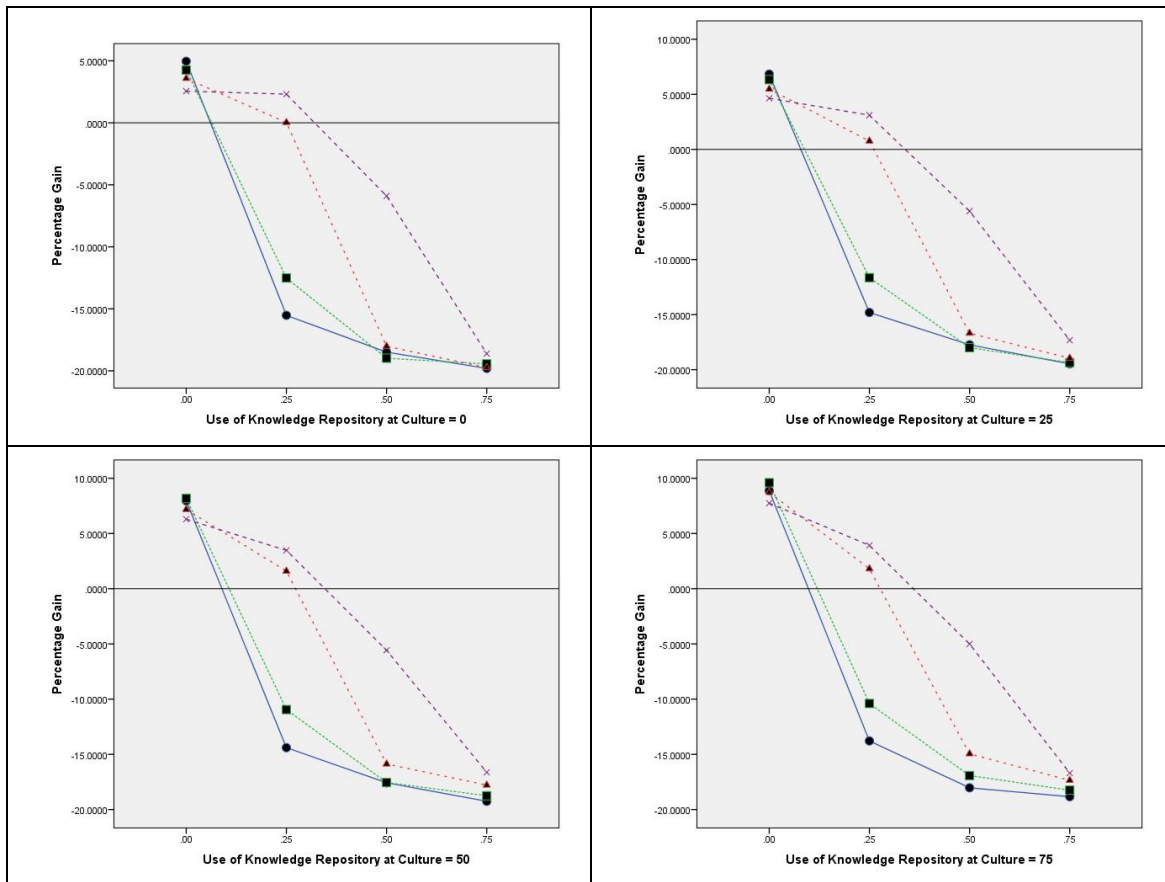 Percentage Gain
5.0000
.0000
-5.0000
-10.0000
-15.0000
-20.0000
.00 .25 .50 .75
Use of Knowledge Repository at Culture = 0
Percentage Gain
10.0000
5.0000
.0000
-5.0000
-10.0000
-15.0000
-20.0000
.00 .25 .50 .75
Use of Knowledge Repository at Culture = 25
Percentage Gain
10.0000
5.0000
.0000
-5.0000
-10.0000
-15.0000
-20.0000
.00 .25 .50 .75
Use of Knowledge Repository at Culture = 50
Percentage Gain
10.0000
5.0000
.0000
-5.0000
-10.0000
-15.0000
-20.0000
.00 .25 .50 .75
Use of Knowledge Repository at Culture = 75